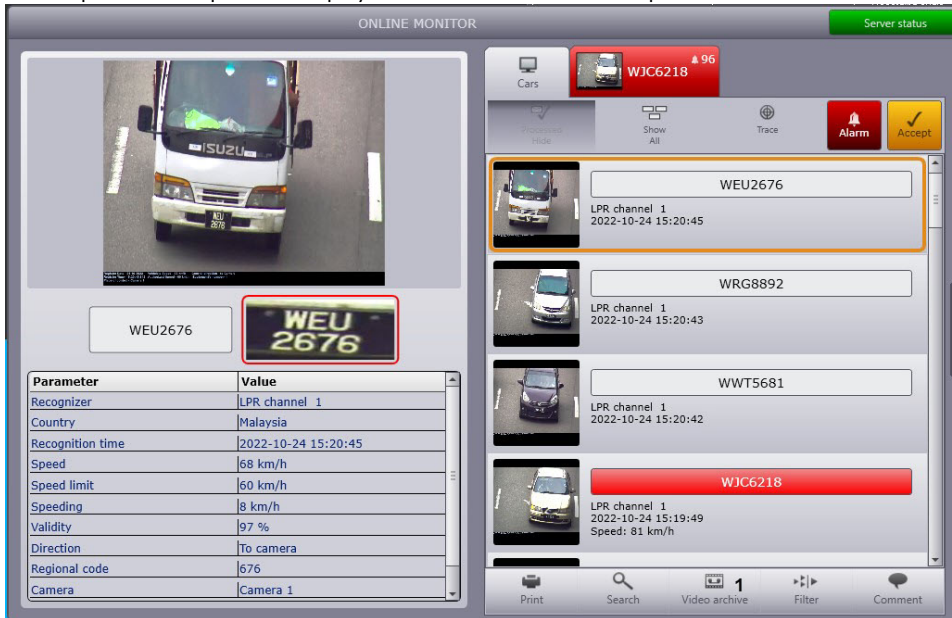 ONLINE MONITOR
Server status
ISUZU
WEU
2676
WEU2676
WEU
2676
Parameter Value
Recognizer LPR channel 1
Country Malaysia
Recognition time 2022-10-24 15:20:45
Speed 68 km/h
Speed limit 60 km/h
Speeding 8 km/h
Validity 97 %
Direction To camera
Regional code 676
Camera Camera 1
Cars
WJC6218
96
Processed
Hide
Show
All
Trace
Alarm
Accept
WEU2676
LPR channel 1
2022-10-24 15:20:45
WRG8892
LPR channel 1
2022-10-24 15:20:43
WWT5681
LPR channel 1
2022-10-24 15:20:42
WJC6218
LPR channel 1
2022-10-24 15:19:49
Speed: 81 km/h
Print
Search
Video archive
1
Filter
Comment